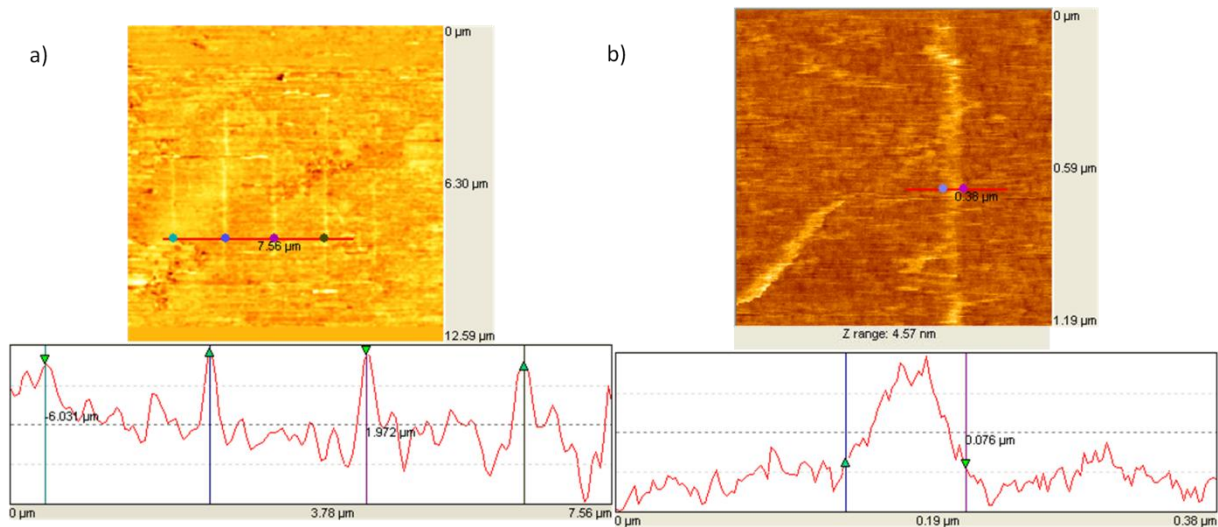 a)
0 µm
6.30 µm
7.56 µm
12.59 µm
-6.031 µm
1.972 µm
0 µm
3.78 µm
7.56 µm
b)
0 µm
0.59 µm
0.38 µm
1.19 µm
Z range: 4.57 nm
0.076 µm
0 µm
0.19 µm
0.38 µm